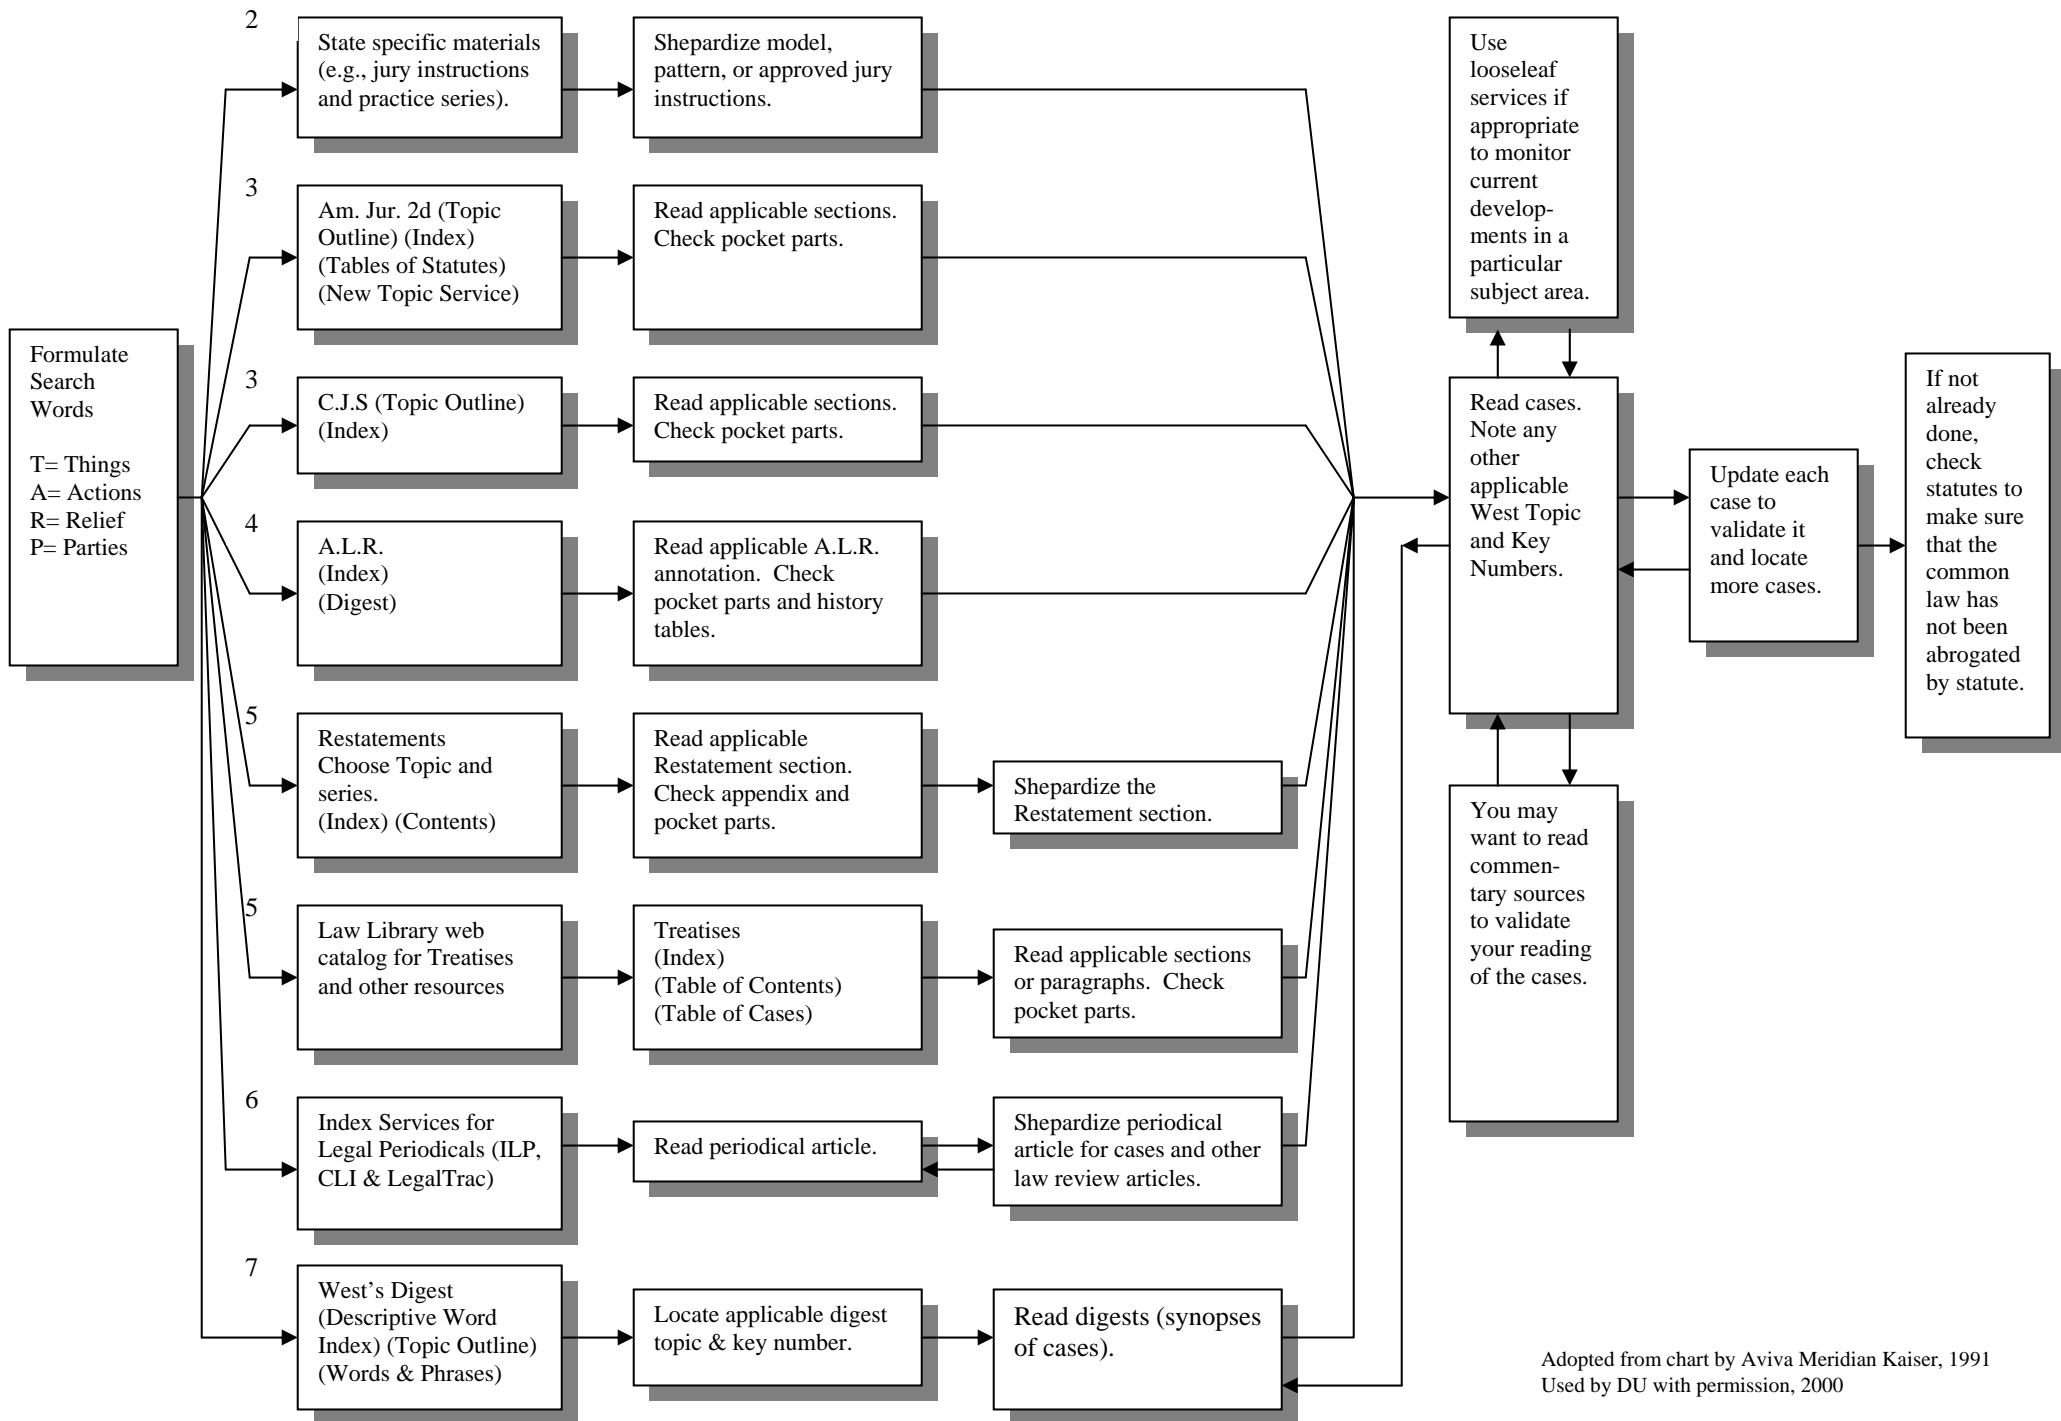 Formulate
Search
Words
T= Things
A= Actions
R= Relief
P= Parties
2
State specific materials
(e.g., jury instructions
and practice series).
Shepardize model,
pattern, or approved jury
instructions.
3
Am. Jur. 2d (Topic
Outline) (Index)
(Tables of Statutes)
(New Topic Service)
Read applicable sections.
Check pocket parts.
3
C.J.S (Topic Outline)
(Index)
Read applicable sections.
Check pocket parts.
4
A.L.R.
(Index)
(Digest)
Read applicable A.L.R.
annotation.  Check
pocket parts and history
tables.
5
Restatements
Choose Topic and
series.
(Index) (Contents)
Read applicable
Restatement section.
Check appendix and
pocket parts.
Shepardize the
Restatement section.
5
Law Library web
catalog for Treatises
and other resources
Treatises
(Index)
(Table of Contents)
(Table of Cases)
Read applicable sections
or paragraphs.  Check
pocket parts.
6
Index Services for
Legal Periodicals (ILP,
CLI & LegalTrac)
Read periodical article.
Shepardize periodical
article for cases and other
law review articles.
7
West’s Digest
(Descriptive Word
Index) (Topic Outline)
(Words & Phrases)
Locate applicable digest
topic & key number.
Read digests (synopses
of cases).
Use
looseleaf
services if
appropriate
to monitor
current
develop-
ments in a
particular
subject area.
Read cases.
Note any
other
applicable
West Topic
and Key
Numbers.
You may
want to read
commen-
tary sources
to validate
your reading
of the cases.
Update each
case to
validate it
and locate
more cases.
If not
already
done,
check
statutes to
make sure
that the
common
law has
not been
abrogated
by statute.
Adopted from chart by Aviva Meridian Kaiser, 1991
Used by DU with permission, 2000